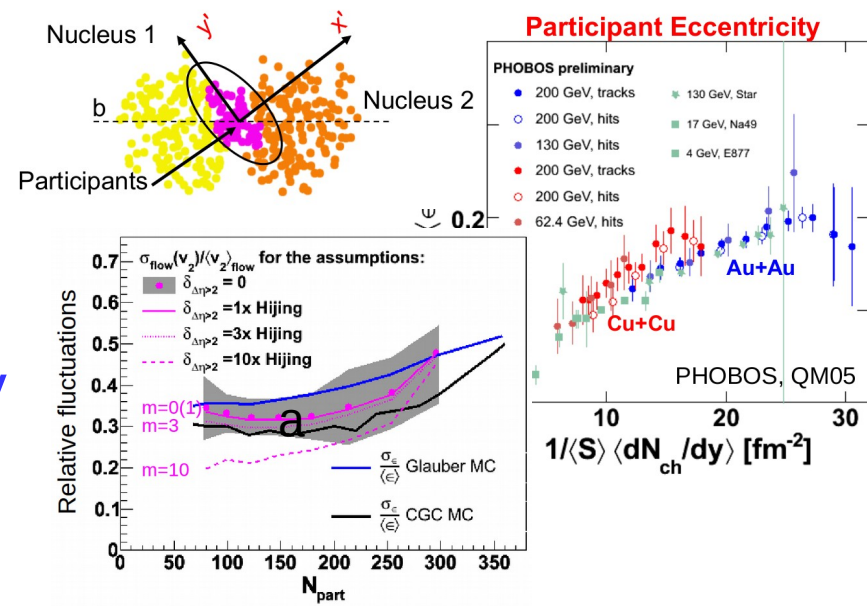 Participant Eccentricity
Nucleus 1
y'
x'
b
Nucleus 2
Participants
PHOBOS preliminary
200 GeV, tracks
200 GeV, hits
130 GeV, hits
200 GeV, tracks
200 GeV, hits
62.4 GeV, hits
130 GeV, Star
17 GeV, Na49
4 GeV, E877
0.2
Au+Au
Cu+Cu
PHOBOS, QM05
10
20
30
1/⟨S⟩ ⟨dN_ch/dy⟩ [fm⁻²]
σ_flow(v₂)/⟨v₂⟩_flow for the assumptions:
δ_Δη>2 = 0
δ_Δη>2 = 1x Hijing
δ_Δη>2 = 3x Hijing
δ_Δη>2 = 10x Hijing
Relative fluctuations
0.7
0.6
0.5
0.4
0.3
0.2
0.1
0
m=0(1)
m=3
m=10
a
σ_ε/⟨ε⟩ Glauber MC
σ_ε/⟨ε⟩ CGC MC
0 50 100 150 200 250 300 350
N_part